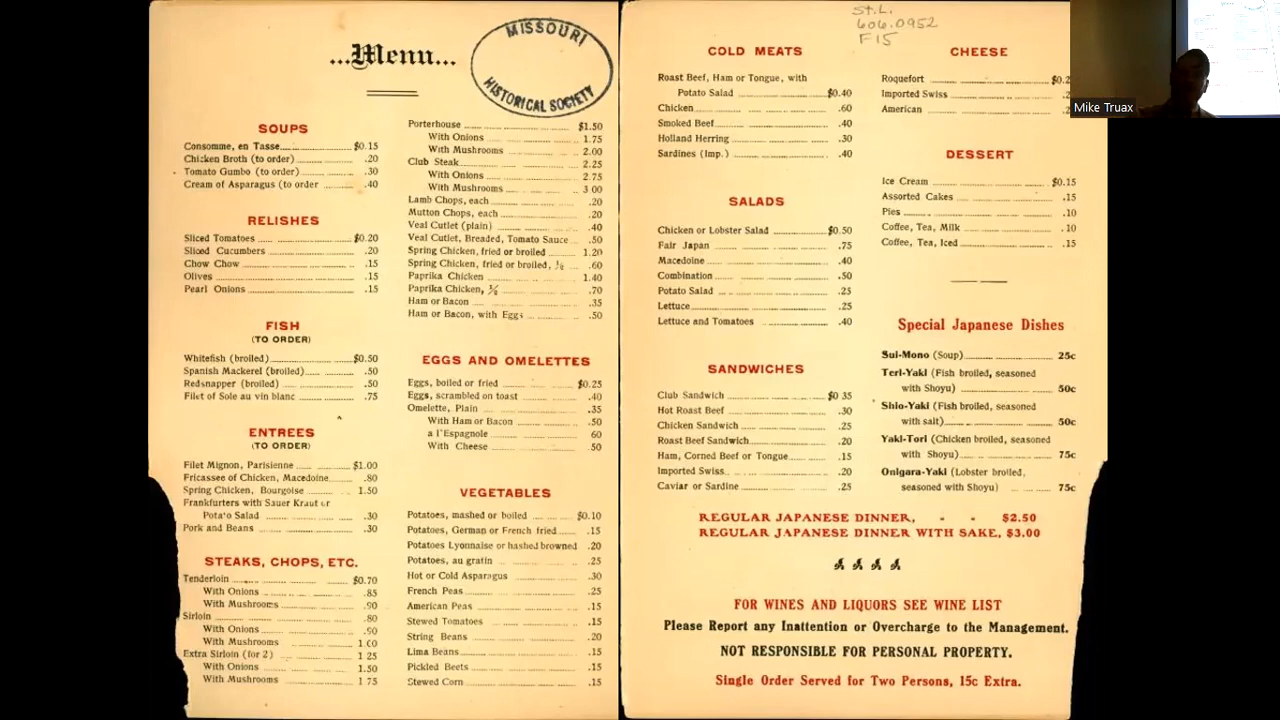 ...Menu...
MISSOURI
HISTORICAL SOCIETY
SOUPS
Consomme, en Tasse $0.15
Chicken Broth (to order) .20
Tomato Gumbo (to order) .30
Cream of Asparagus (to order .40
RELISHES
Sliced Tomatoes $0.20
Sliced Cucumbers .20
Chow Chow .15
Olives .15
Pearl Onions .15
FISH
(TO ORDER)
Whitefish (broiled) $0.50
Spanish Mackerel (broiled) .50
Redsnapper (broiled) .50
Filet of Sole au vin blanc .75
ENTREES
(TO ORDER)
Filet Mignon, Parisienne $1.00
Fricassee of Chicken, Macedoine .80
Spring Chicken, Bourgoise 1.50
Frankfurters with Sauer Kraut or
Potato Salad .30
Pork and Beans .30
STEAKS, CHOPS, ETC.
Tenderloin $0.70
With Onions .85
With Mushrooms .90
Sirloin .80
With Onions .90
With Mushrooms 1 00
Extra Sirloin (for 2) 1 25
With Onions 1.50
With Mushrooms 1 75
Porterhouse $1.50
With Onions 1.75
With Mushrooms 2.00
Club Steak 2.25
With Onions 2.75
With Mushrooms 3 00
Lamb Chops, each .20
Mutton Chops, each .20
Veal Cutlet (plain) .40
Veal Cutlet, Breaded, Tomato Sauce .50
Spring Chicken, fried or broiled 1.20
Spring Chicken, fried or broiled, ½ .60
Paprika Chicken 1.40
Paprika Chicken, ½ .70
Ham or Bacon .35
Ham or Bacon, with Eggs .50
EGGS AND OMELETTES
Eggs, boiled or fried $0.25
Eggs, scrambled on toast .40
Omelette, Plain .35
With Ham or Bacon .50
a l'Espagnole 60
With Cheese .50
VEGETABLES
Potatoes, mashed or boiled $0.10
Potatoes, German or French fried .15
Potatoes Lyonnaise or hashed browned .20
Potatoes, au gratin .25
Hot or Cold Asparagus .30
French Peas .25
American Peas .15
Stewed Tomatoes .15
String Beans .20
Lima Beans .15
Pickled Beets .15
Stewed Corn .15
St.L.
606.0952
F15
COLD MEATS
Roast Beef, Ham or Tongue, with
Potato Salad $0.40
Chicken .60
Smoked Beef .40
Holland Herring .30
Sardines (Imp.) .40
SALADS
Chicken or Lobster Salad $0.50
Fair Japan .75
Macedoine .40
Combination .50
Potato Salad .25
Lettuce .25
Lettuce and Tomatoes .40
SANDWICHES
Club Sandwich $0 35
Hot Roast Beef .30
Chicken Sandwich .25
Roast Beef Sandwich .20
Ham, Corned Beef or Tongue .15
Imported Swiss .20
Caviar or Sardine .25
CHEESE
Roquefort
Imported Swiss
American
DESSERT
Ice Cream $0.15
Assorted Cakes .15
Pies .10
Coffee, Tea, Milk .10
Coffee, Tea, Iced .15
Special Japanese Dishes
Sui-Mono (Soup) 25c
Teri-Yaki (Fish broiled, seasoned
with Shoyu) 50c
Shio-Yaki (Fish broiled, seasoned
with salt) 50c
Yaki-Tori (Chicken broiled, seasoned
with Shoyu) 75c
Onigara-Yaki (Lobster broiled,
seasoned with Shoyu) 75c
REGULAR JAPANESE DINNER, $2.50
REGULAR JAPANESE DINNER WITH SAKE, $3.00
FOR WINES AND LIQUORS SEE WINE LIST
Please Report any Inattention or Overcharge to the Management.
NOT RESPONSIBLE FOR PERSONAL PROPERTY.
Single Order Served for Two Persons, 15c Extra.
Mike Truax